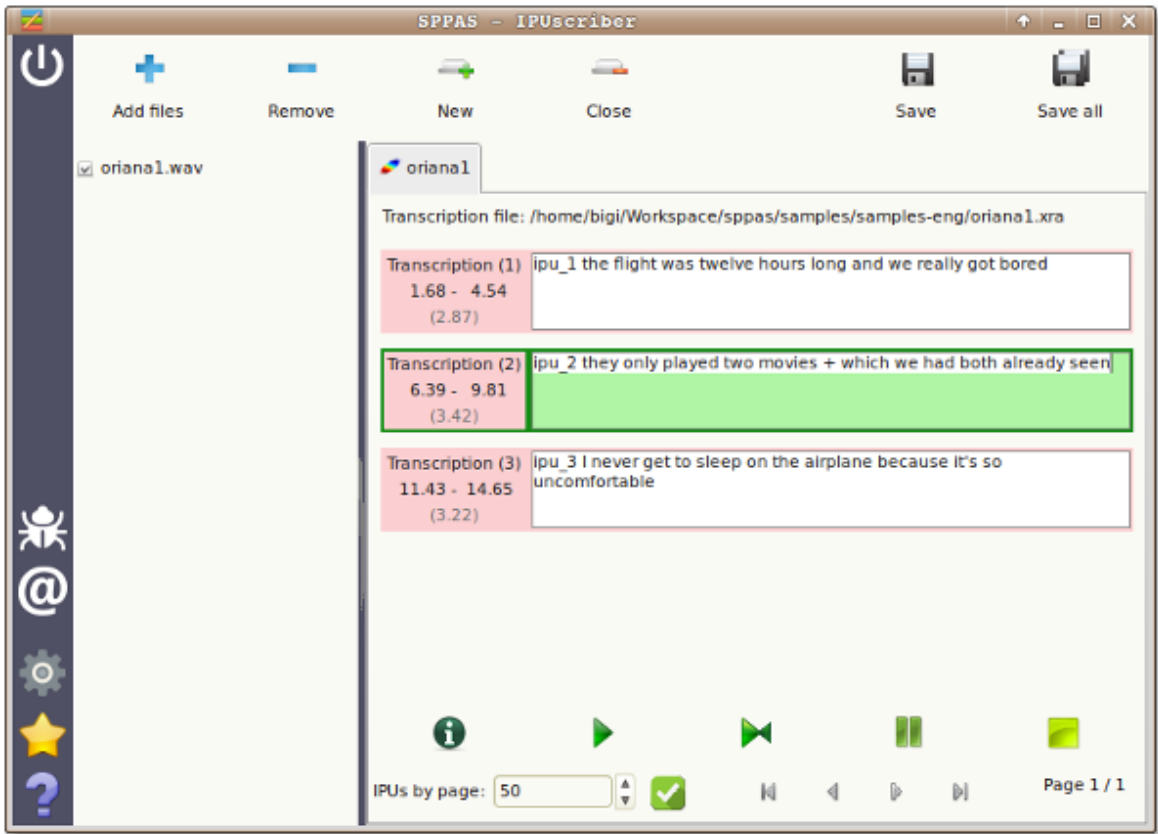 SPPAS - IPUscriber
Add files Remove New Close Save Save all
oriana1.wav
oriana1
Transcription file: /home/bigi/Workspace/sppas/samples/samples-eng/oriana1.xra
Transcription (1)
1.68 - 4.54
(2.87)
ipu_1 the flight was twelve hours long and we really got bored
Transcription (2)
6.39 - 9.81
(3.42)
ipu_2 they only played two movies + which we had both already seen
Transcription (3)
11.43 - 14.65
(3.22)
ipu_3 I never get to sleep on the airplane because it's so
uncomfortable
IPUs by page: 50
Page 1 / 1